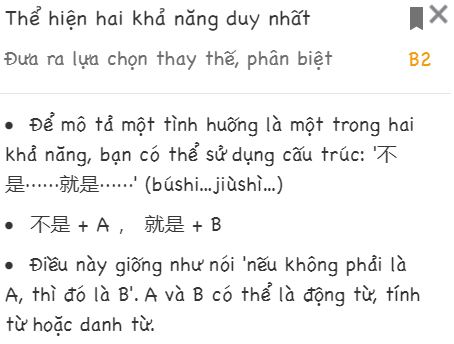 Thể hiện hai khả năng duy nhất
Đưa ra lựa chọn thay thế, phân biệt B2
• Để mô tả một tình huống là một trong hai
khả năng, bạn có thể sử dụng cấu trúc: '不
是⋯⋯就是⋯⋯' (búshi...jiùshì...)
• 不是 + A ， 就是 + B
• Điều này giống như nói 'nếu không phải là
A, thì đó là B'. A và B có thể là động từ, tính
từ hoặc danh từ.